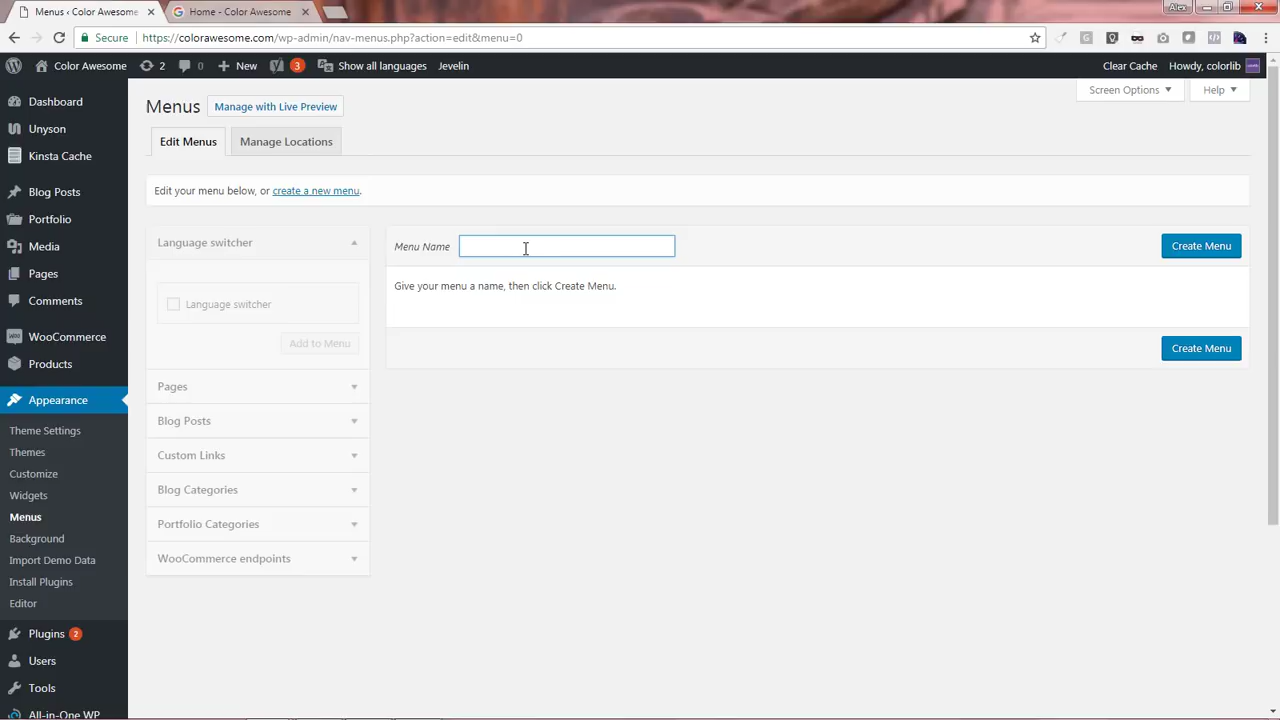 Menus ‹ Color Awesome
Home - Color Awesome
Alex
Secure
https://colorawesome.com/wp-admin/nav-menus.php?action=edit&menu=0
Color Awesome
2
0
New
3
Show all languages
Jevelin
Clear Cache
Howdy, colorlib
Dashboard
Unyson
Kinsta Cache
Blog Posts
Portfolio
Media
Pages
Comments
WooCommerce
Products
Appearance
Theme Settings
Themes
Customize
Widgets
Menus
Background
Import Demo Data
Install Plugins
Editor
Plugins 2
Users
Tools
All-in-One WP
Menus
Manage with Live Preview
Screen Options
Help
Edit Menus
Manage Locations
Edit your menu below, or create a new menu.
Language switcher
Language switcher
Add to Menu
Pages
Blog Posts
Custom Links
Blog Categories
Portfolio Categories
WooCommerce endpoints
Menu Name
Create Menu
Give your menu a name, then click Create Menu.
Create Menu